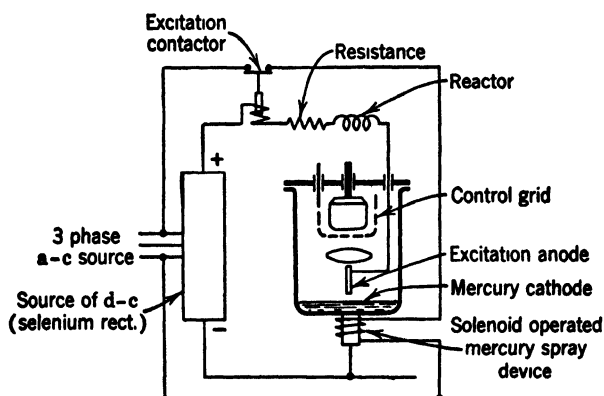 Excitation
contactor
Resistance
Reactor
+
Control grid
3 phase
a-c source
Excitation anode
Mercury cathode
Source of d-c
(selenium rect.)
-
Solenoid operated
mercury spray
device